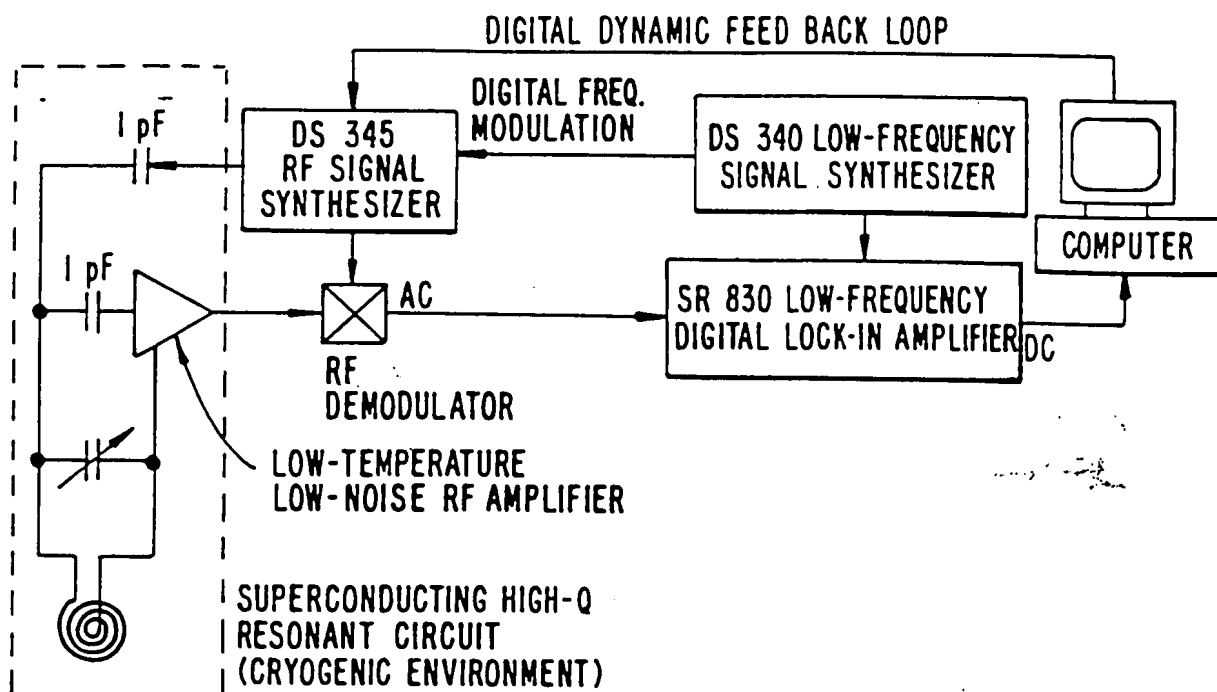 DIGITAL DYNAMIC FEED BACK LOOP
1 pF
DS 345
RF SIGNAL
SYNTHESIZER
DIGITAL FREQ.
MODULATION
DS 340 LOW-FREQUENCY
SIGNAL SYNTHESIZER
COMPUTER
1 pF
AC
SR 830 LOW-FREQUENCY
DIGITAL LOCK-IN AMPLIFIER
DC
RF
DEMODULATOR
LOW-TEMPERATURE
LOW-NOISE RF AMPLIFIER
SUPERCONDUCTING HIGH-Q
RESONANT CIRCUIT
(CRYOGENIC ENVIRONMENT)